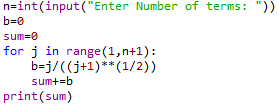 n=int(input("Enter Number of terms: "))
b=0
sum=0
for j in range(1,n+1):
    b=j/((j+1)**(1/2))
    sum+=b
print(sum)